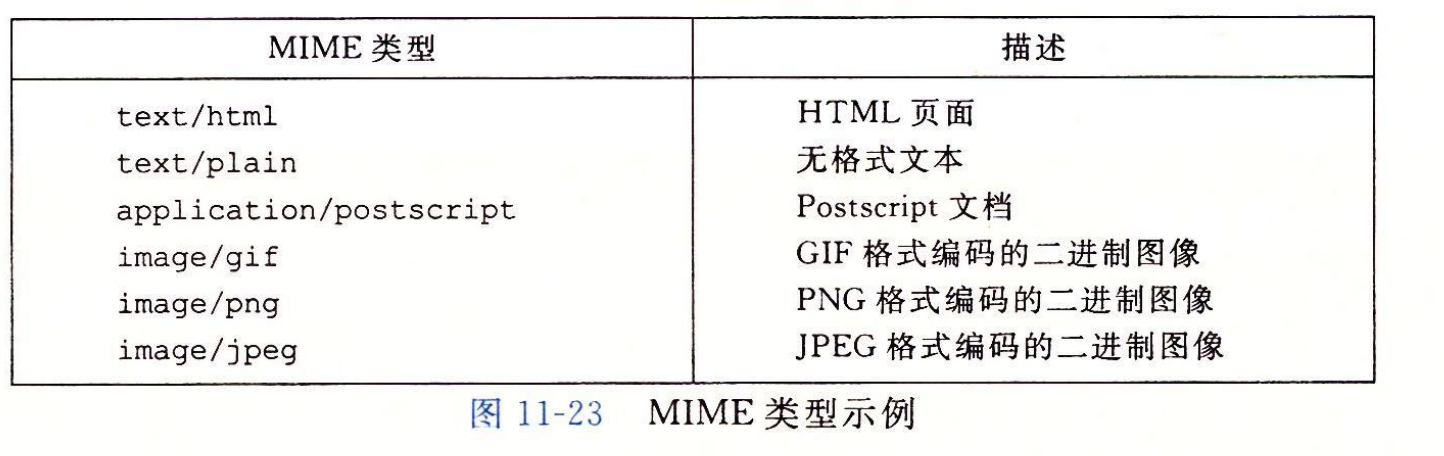 MIME 类型 描述
text/html HTML 页面
text/plain 无格式文本
application/postscript Postscript 文档
image/gif GIF 格式编码的二进制图像
image/png PNG 格式编码的二进制图像
image/jpeg JPEG 格式编码的二进制图像
图 11-23 MIME 类型示例